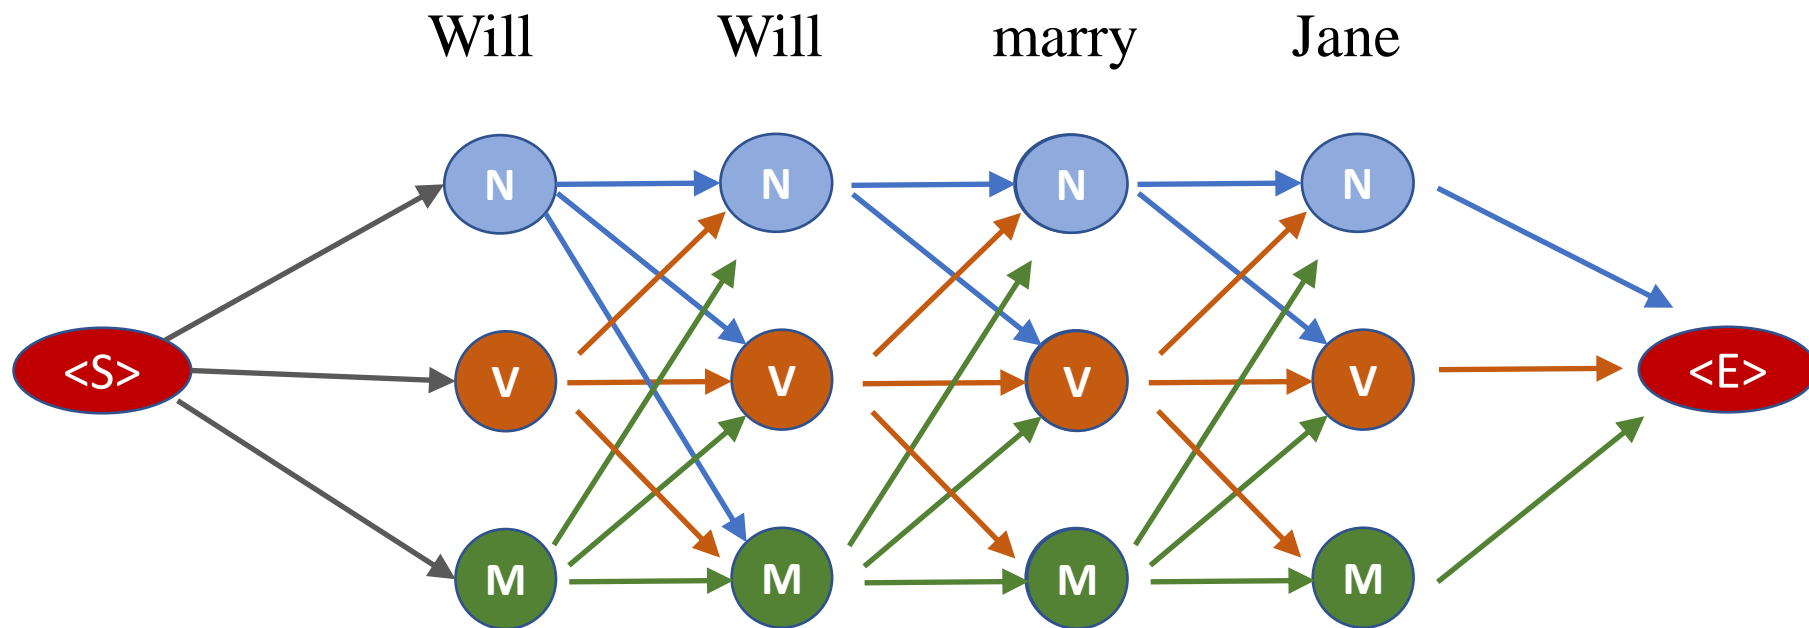 Will Will marry Jane
N N N N
<S> V V V V <E>
M M M M